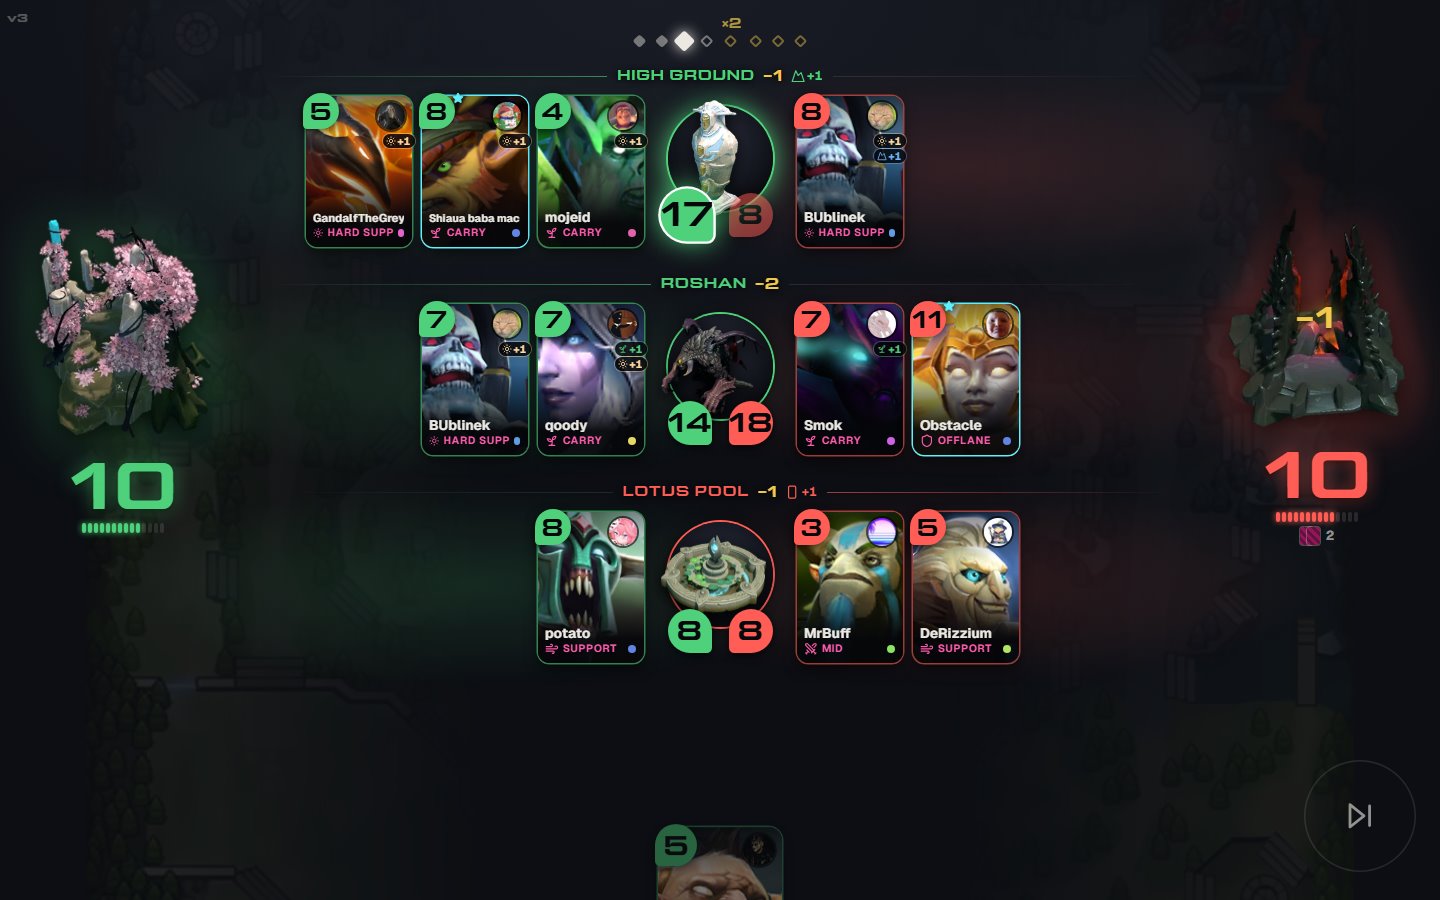 v3
×2
HIGH GROUND -1 +1
5 +1 GandalfTheGrey HARD SUPP
8 +1 Shiaua baba mac CARRY
4 +1 mojeid CARRY
17 8
8 +1 +1 BUblinek HARD SUPP
ROSHAN -2
7 +1 BUblinek HARD SUPP
7 +1 +1 qoody CARRY
14 18
7 +1 Smok CARRY
11 Obstacle OFFLANE
-1
10
10
2
LOTUS POOL -1 +1
8 potato SUPPORT
8 8
3 MrBuff MID
5 DeRizzium SUPPORT
5